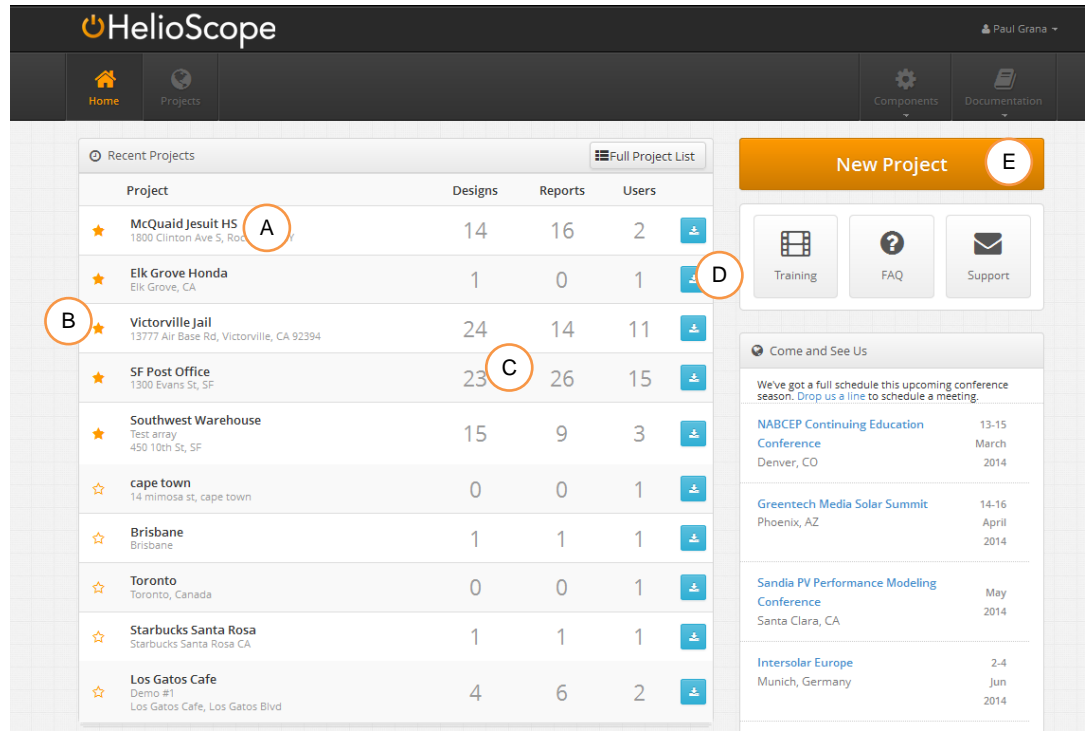 HelioScope
Paul Grana
Home
Projects
Components
Documentation
Recent Projects
Full Project List
Project Designs Reports Users
McQuaid Jesuit HS
A
1800 Clinton Ave S,
14 16 2
Elk Grove Honda
Elk Grove, CA
1 0 1
D
B
Victorville Jail
13777 Air Base Rd, Victorville, CA 92394
24 14 11
C
SF Post Office
1300 Evans St, SF
23 26 15
Southwest Warehouse
Test array
450 10th St, SF
15 9 3
cape town
14 mimosa st, cape town
0 0 1
Brisbane
Brisbane
1 1 1
Toronto
Toronto, Canada
0 0 1
Starbucks Santa Rosa
Starbucks Santa Rosa CA
1 1 1
Los Gatos Cafe
Demo #1
Los Gatos Cafe, Los Gatos Blvd
4 6 2
New Project
E
Training
FAQ
Support
Come and See Us
We've got a full schedule this upcoming conference
season. Drop us a line to schedule a meeting.
NABCEP Continuing Education 13-15
Conference March
Denver, CO 2014
Greentech Media Solar Summit 14-16
Phoenix, AZ April
2014
Sandia PV Performance Modeling
Conference
Santa Clara, CA
May
2014
Intersolar Europe 2-4
Munich, Germany Jun
2014